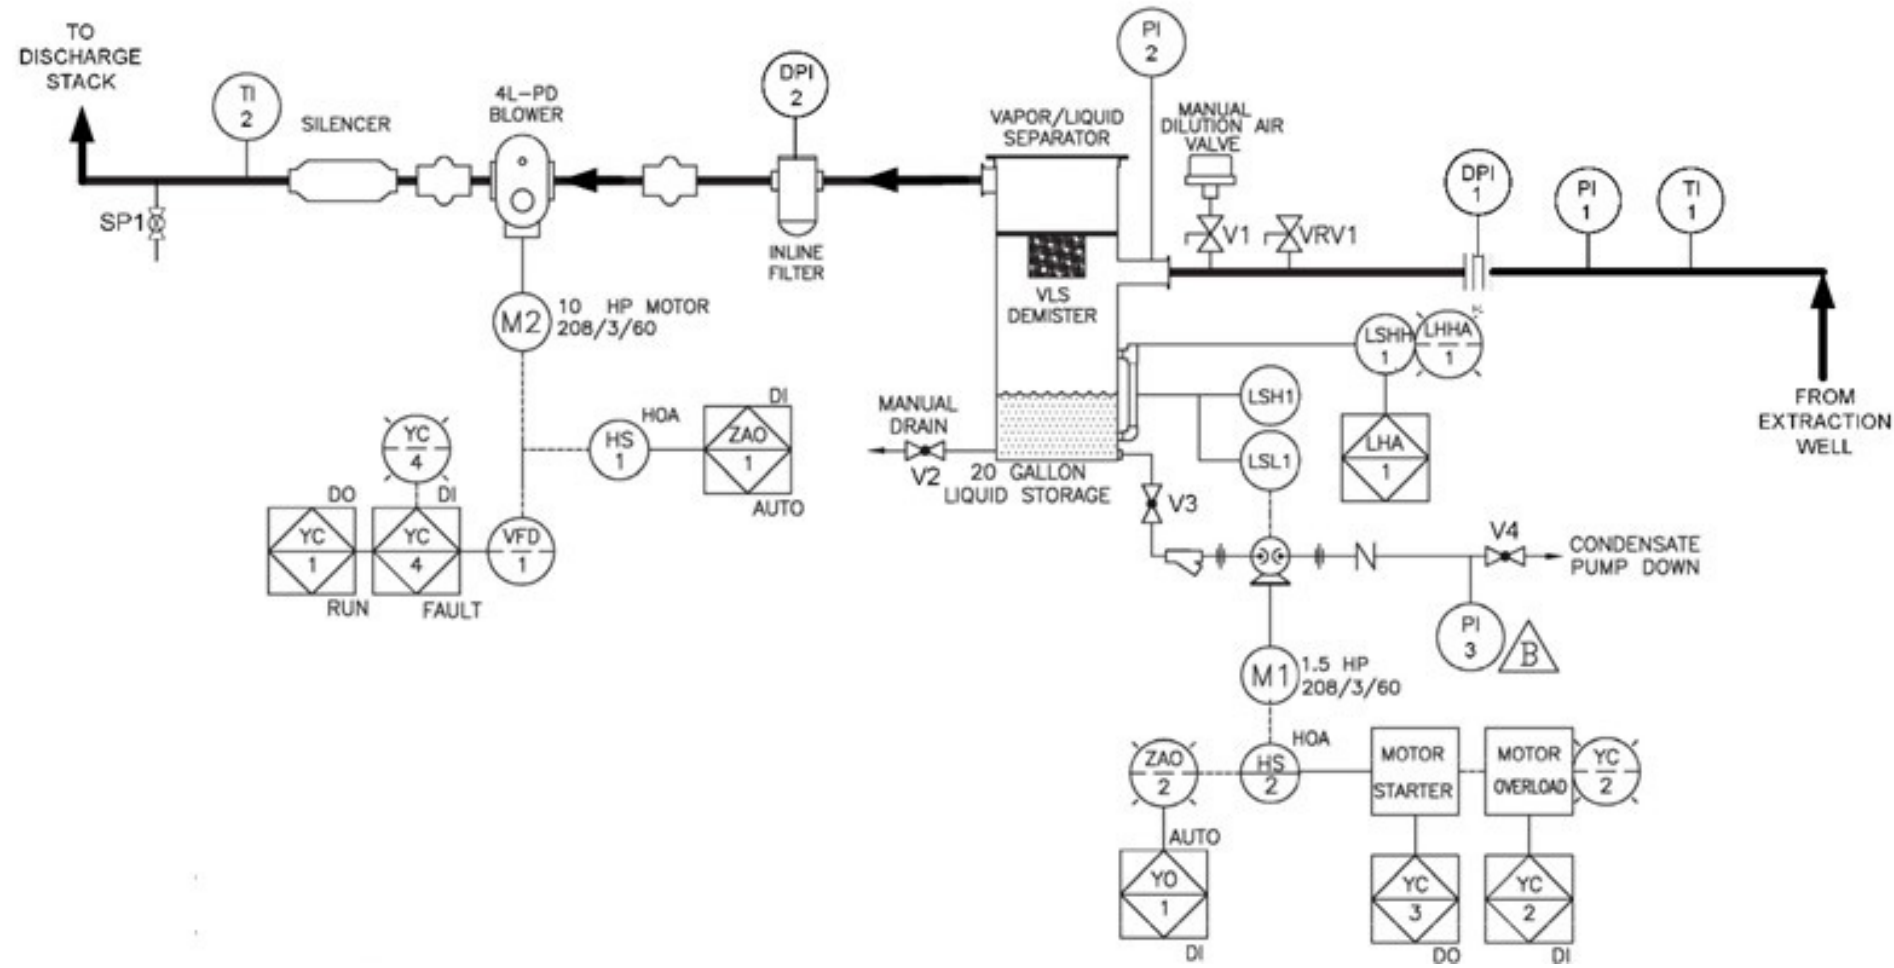 TO
DISCHARGE
STACK
TI
2
SILENCER
4L-PD
BLOWER
DPI
2
VAPOR/LIQUID
SEPARATOR
PI
2
MANUAL
DILUTION AIR
VALVE
DPI
1
PI
1
TI
1
SP1
INLINE
FILTER
V1
VRV1
VLS
DEMISTER
M2
10 HP MOTOR
208/3/60
LSHH
1
LHHA
1
FROM
EXTRACTION
WELL
MANUAL
DRAIN
V2
20 GALLON
LIQUID STORAGE
LSH1
LSL1
LHA
1
YC
4
HS
1
HOA
DI
ZAO
1
AUTO
DO
YC
1
RUN
DI
YC
4
FAULT
VFD
1
V3
V4
CONDENSATE
PUMP DOWN
PI
3
B
M1
1.5 HP
208/3/60
ZAO
2
HS
2
HOA
MOTOR
STARTER
MOTOR
OVERLOAD
YC
2
AUTO
YO
1
DI
YC
3
DO
YC
2
DI